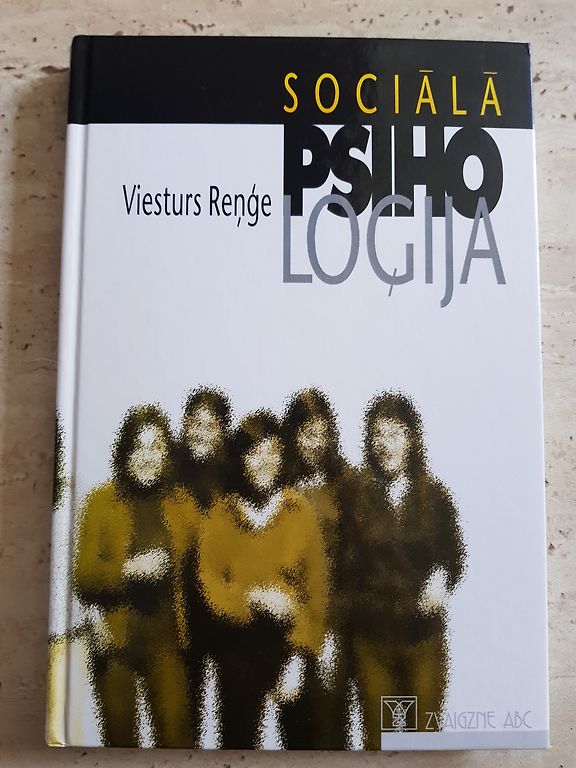 SOCIĀLĀ
PSIHO
Viesturs Reņģe
LOĢIJA
ZVAIGZNE ABC